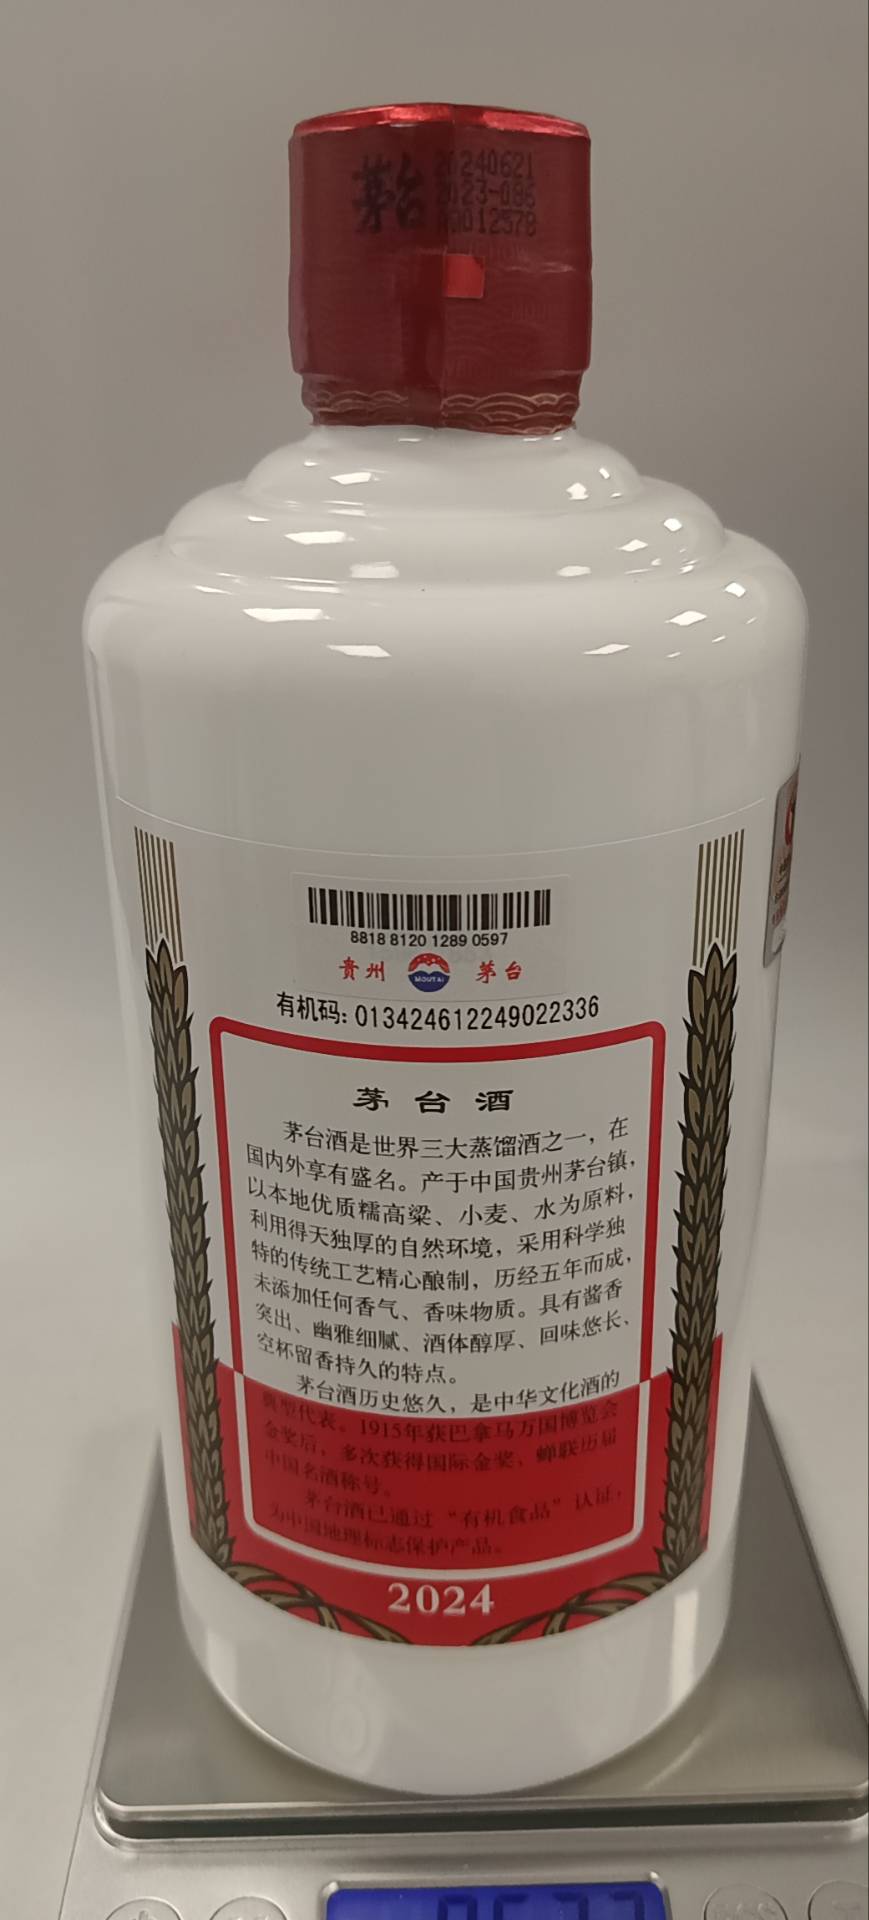 茅台
20240621
2023-086
A0012578
8818 8120 1289 0597
贵州 MOUTAI 茅台
有机码: 013424612249022336
茅台酒
茅台酒是世界三大蒸馏酒之一，在
国内外享有盛名。产于中国贵州茅台镇，
以本地优质糯高粱、小麦、水为原料，
利用得天独厚的自然环境，采用科学独
特的传统工艺精心酿制，历经五年而成，
未添加任何香气、香味物质。具有酱香
突出、幽雅细腻、酒体醇厚、回味悠长、
空杯留香持久的特点。
茅台酒历史悠久，是中华文化酒的
典型代表。1915年获巴拿马万国博览会
金奖后，多次获得国际金奖、蝉联历届
中国名酒称号。
茅台酒已通过“有机食品”认证，
为中国地理标志保护产品。
2024